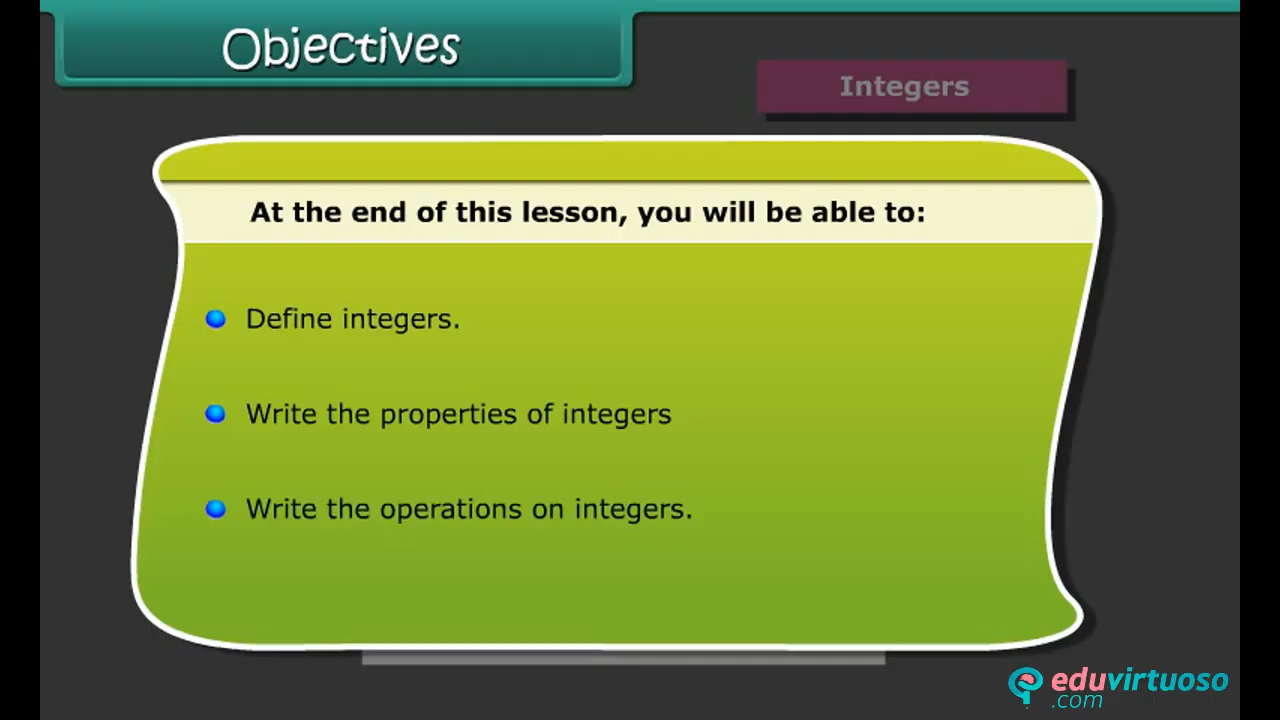 Objectives
Integers
At the end of this lesson, you will be able to:
Define integers.
Write the properties of integers
Write the operations on integers.
eduvirtuoso
.com